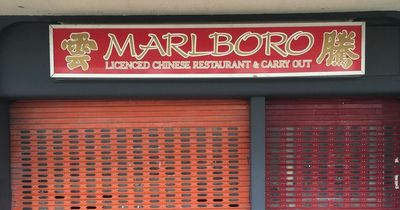 雲 MARLBORO 騰
LICENCED CHINESE RESTAURANT & CARRY OUT